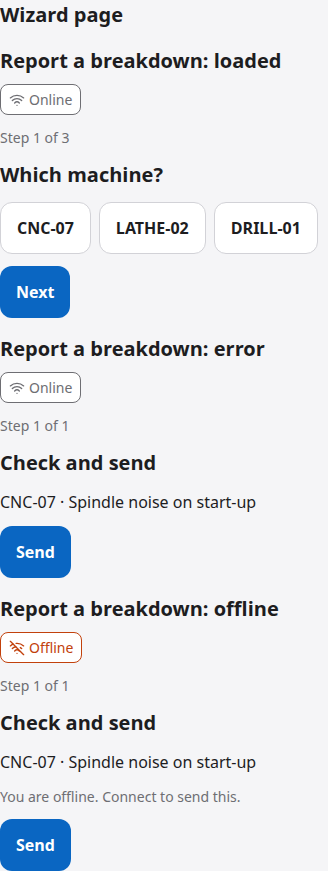 Wizard page
Report a breakdown: loaded
Online
Step 1 of 3
Which machine?
CNC-07 LATHE-02 DRILL-01
Next
Report a breakdown: error
Online
Step 1 of 1
Check and send
CNC-07 · Spindle noise on start-up
Send
Report a breakdown: offline
Offline
Step 1 of 1
Check and send
CNC-07 · Spindle noise on start-up
You are offline. Connect to send this.
Send